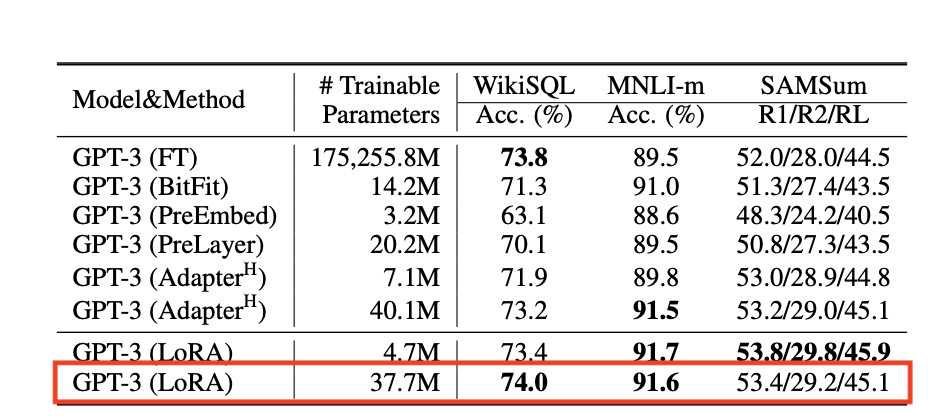 Model&Method # Trainable Parameters WikiSQL Acc. (%) MNLI-m Acc. (%) SAMSum R1/R2/RL
GPT-3 (FT) 175,255.8M 73.8 89.5 52.0/28.0/44.5
GPT-3 (BitFit) 14.2M 71.3 91.0 51.3/27.4/43.5
GPT-3 (PreEmbed) 3.2M 63.1 88.6 48.3/24.2/40.5
GPT-3 (PreLayer) 20.2M 70.1 89.5 50.8/27.3/43.5
GPT-3 (AdapterH) 7.1M 71.9 89.8 53.0/28.9/44.8
GPT-3 (AdapterH) 40.1M 73.2 91.5 53.2/29.0/45.1
GPT-3 (LoRA) 4.7M 73.4 91.7 53.8/29.8/45.9
GPT-3 (LoRA) 37.7M 74.0 91.6 53.4/29.2/45.1